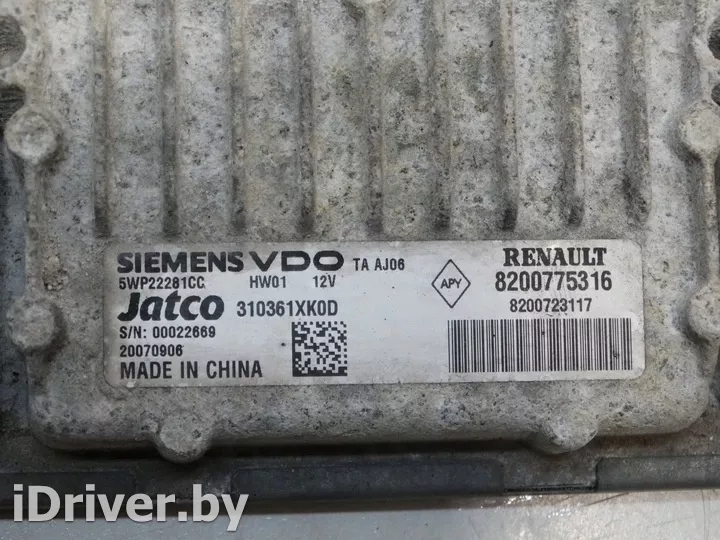 SIEMENS VDO TA AJ06
5WP22281CC HW01 12V
Jatco 310361XK0D
S/N: 00022669
20070906
MADE IN CHINA
APY
RENAULT
8200775316
8200723117
iDriver.by